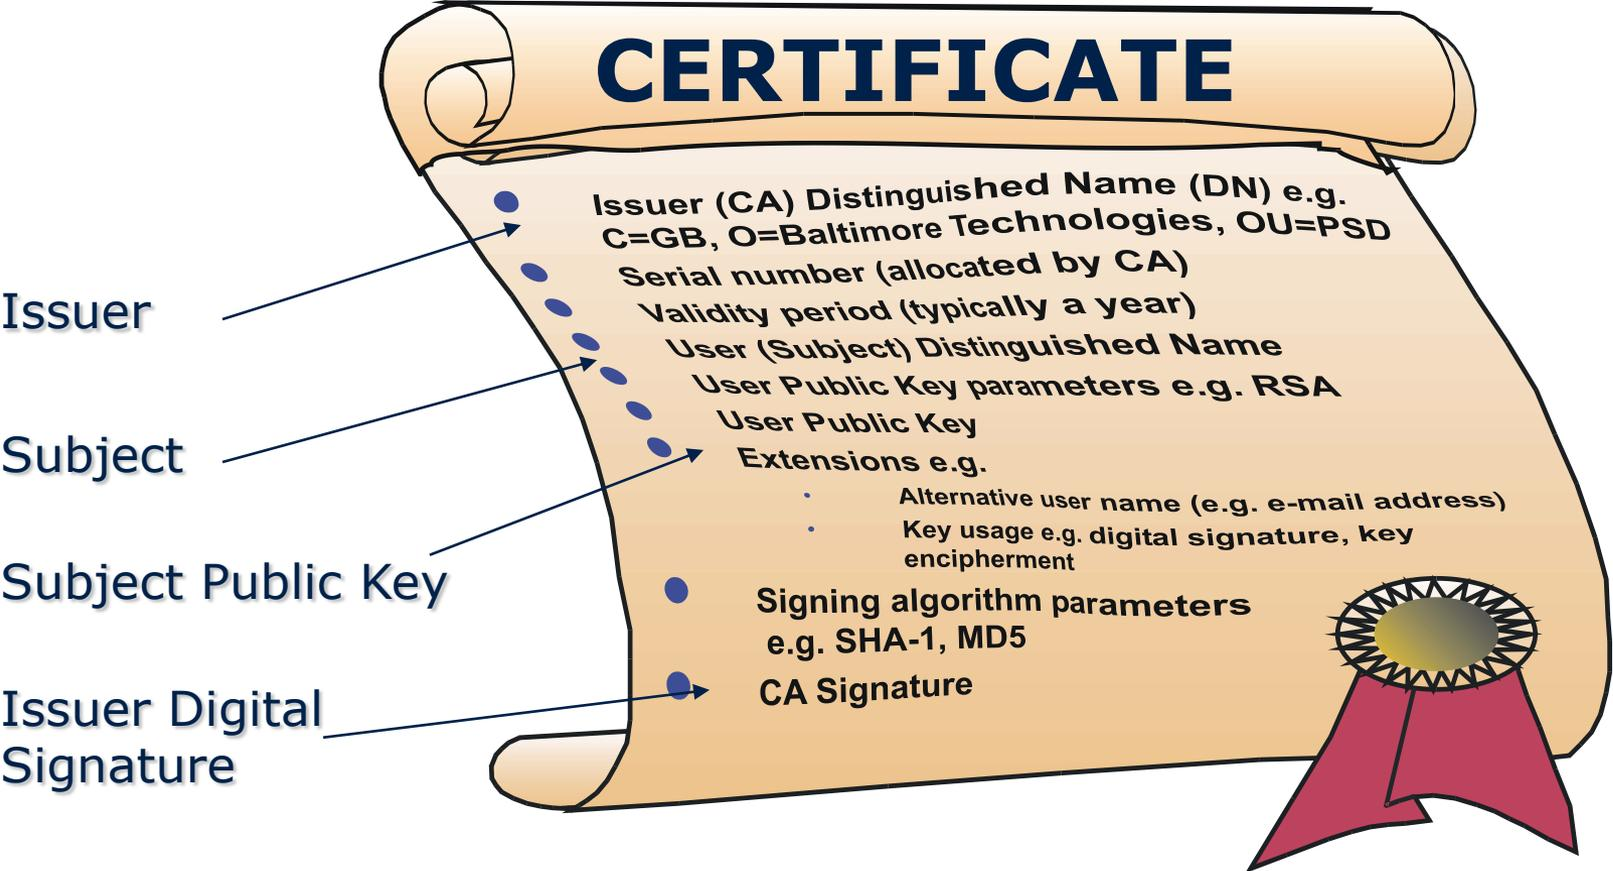 CERTIFICATE
Issuer (CA) Distinguished Name (DN) e.g.
C=GB, O=Baltimore Technologies, OU=PSD
Serial number (allocated by CA)
Validity period (typically a year)
User (Subject) Distinguished Name
User Public Key parameters e.g. RSA
User Public Key
Extensions e.g.
Alternative user name (e.g. e-mail address)
Key usage e.g. digital signature, key
encipherment
Signing algorithm parameters
e.g. SHA-1, MD5
CA Signature
Issuer
Subject
Subject Public Key
Issuer Digital
Signature